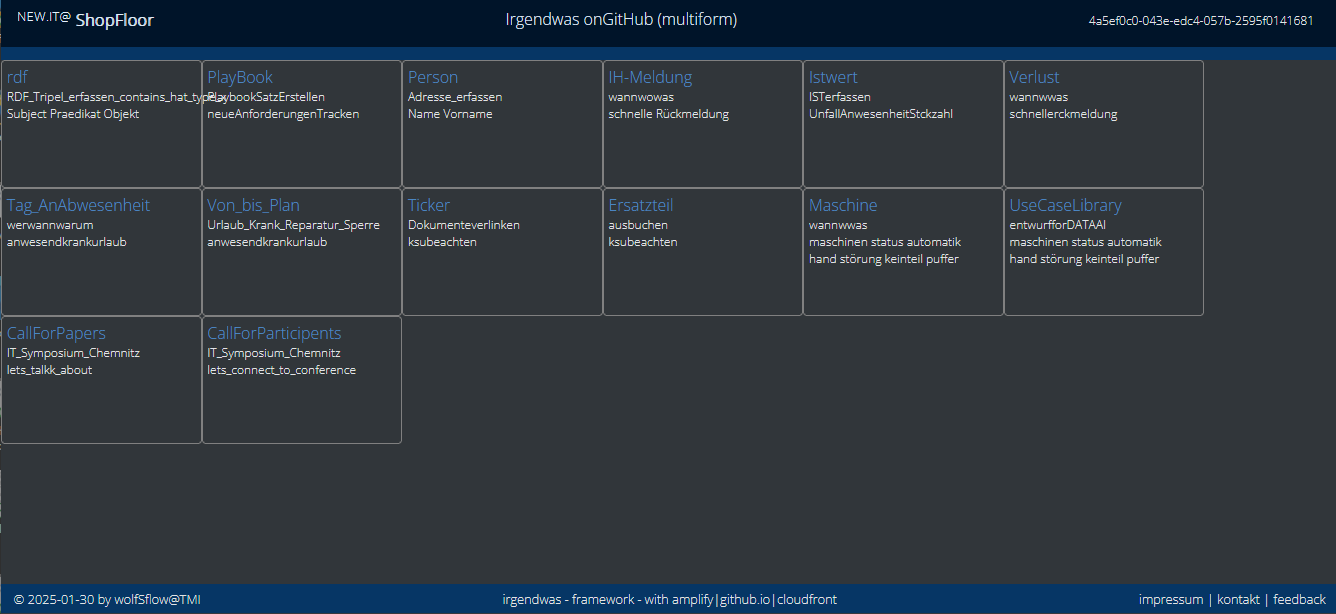 NEW.IT@ ShopFloor
Irgendwas onGitHub (multiform)
4a5ef0c0-043e-edc4-057b-2595f0141681
rdf
RDF_Tripel_erfassen_contains_hat_type_a
Subject Praedikat Objekt
PlayBook
PlaybookSatzErstellen
neueAnforderungenTracken
Person
Adresse_erfassen
Name Vorname
IH-Meldung
wannwowas
schnelle Rückmeldung
Istwert
ISTerfassen
UnfallAnwesenheitStckzahl
Verlust
wannwwas
schnellerckmeldung
Tag_AnAbwesenheit
werwannwarum
anwesendkrankurlaub
Von_bis_Plan
Urlaub_Krank_Reparatur_Sperre
anwesendkrankurlaub
Ticker
Dokumenteverlinken
ksubeachten
Ersatzteil
ausbuchen
ksubeachten
Maschine
wannwwas
maschinen status automatik
hand störung keinteil puffer
UseCaseLibrary
entwurfforDATAAI
maschinen status automatik
hand störung keinteil puffer
CallForPapers
IT_Symposium_Chemnitz
lets_talkk_about
CallForParticipents
IT_Symposium_Chemnitz
lets_connect_to_conference
© 2025-01-30 by wolfSflow@TMI
irgendwas - framework - with amplify|github.io|cloudfront
impressum | kontakt | feedback